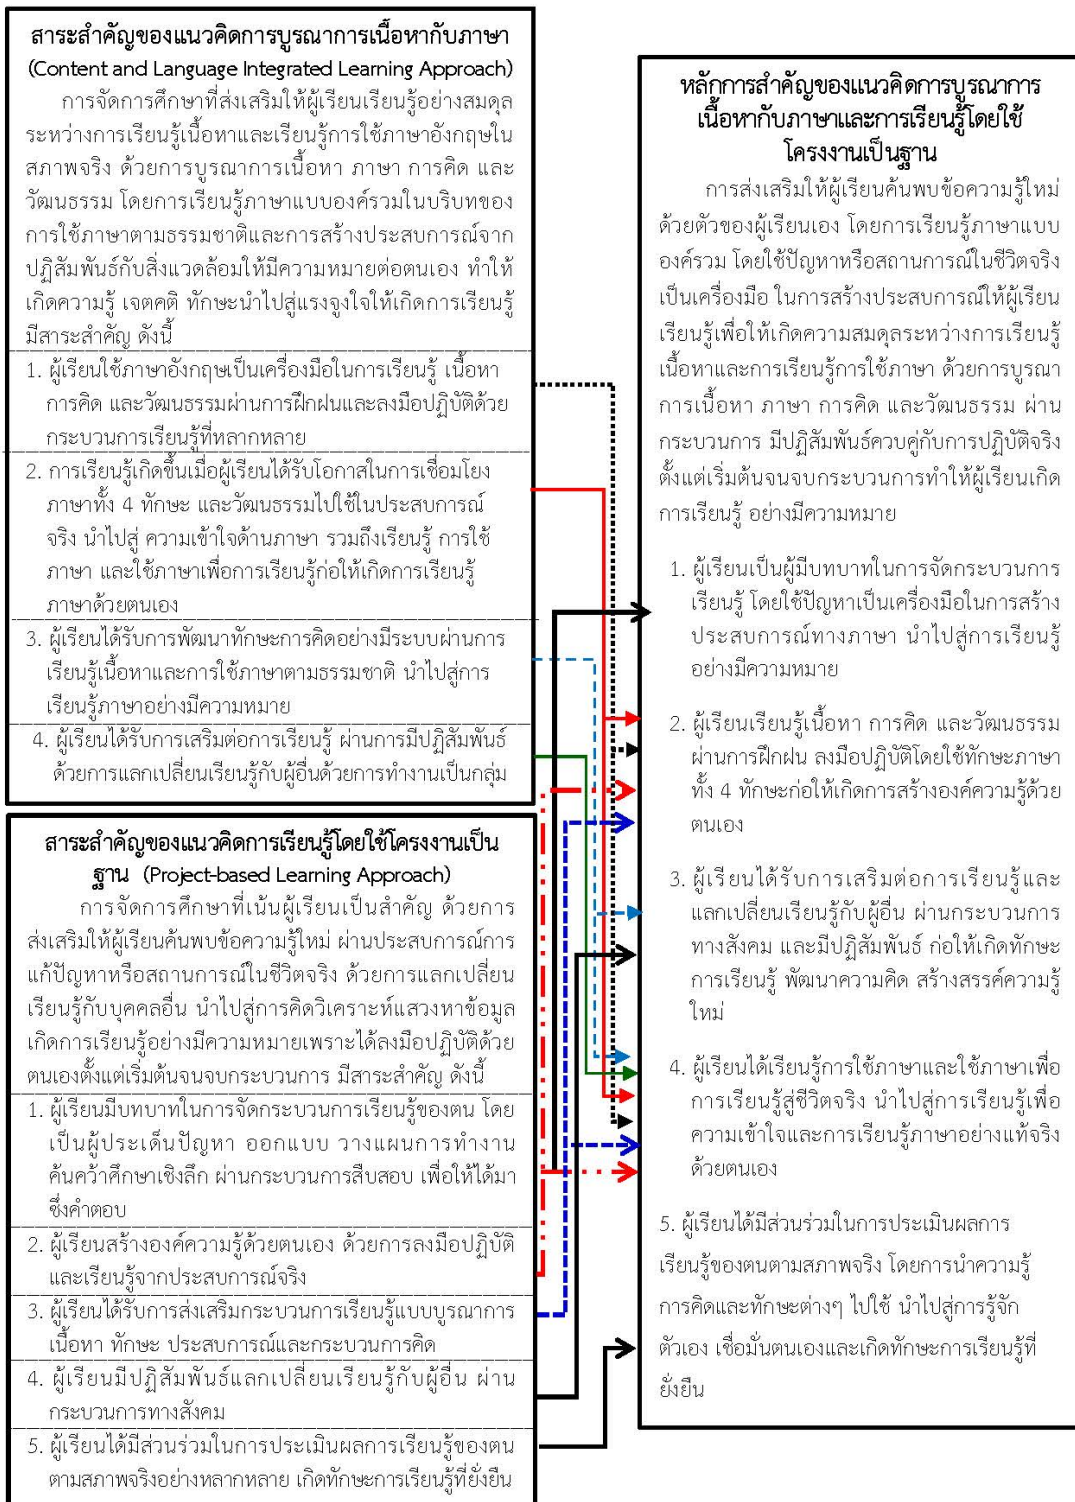 สาระสำคัญของแนวคิดการบูรณาการเนื้อหากับภาษา
(Content and Language Integrated Learning Approach)
การจัดการศึกษาที่ส่งเสริมให้ผู้เรียนเรียนรู้อย่างสมดุล
ระหว่างการเรียนรู้เนื้อหาและเรียนรู้การใช้ภาษาอังกฤษใน
สภาพจริง ด้วยการบูรณาการเนื้อหา ภาษา การคิด และ
วัฒนธรรม โดยการเรียนรู้ภาษาแบบองค์รวมในบริบทของ
การใช้ภาษาตามธรรมชาติและการสร้างประสบการณ์จาก
ปฏิสัมพันธ์กับสิ่งแวดล้อมให้มีความหมายต่อตนเอง ทำให้
เกิดความรู้ เจตคติ ทักษะนำไปสู่แรงจูงใจให้เกิดการเรียนรู้
มีสาระสำคัญ ดังนี้
1. ผู้เรียนใช้ภาษาอังกฤษเป็นเครื่องมือในการเรียนรู้ เนื้อหา
การคิด และวัฒนธรรมผ่านการฝึกฝนและลงมือปฏิบัติด้วย
กระบวนการเรียนรู้ที่หลากหลาย
2. การเรียนรู้เกิดขึ้นเมื่อผู้เรียนได้รับโอกาสในการเชื่อมโยง
ภาษาทั้ง 4 ทักษะ และวัฒนธรรมไปใช้ในประสบการณ์
จริง นำไปสู่ ความเข้าใจด้านภาษา รวมถึงเรียนรู้ การใช้
ภาษา และใช้ภาษาเพื่อการเรียนรู้ก่อให้เกิดการเรียนรู้
ภาษาด้วยตนเอง
3. ผู้เรียนได้รับการพัฒนาทักษะการคิดอย่างมีระบบผ่านการ
เรียนรู้เนื้อหาและการใช้ภาษาตามธรรมชาติ นำไปสู่การ
เรียนรู้ภาษาอย่างมีความหมาย
4. ผู้เรียนได้รับการเสริมต่อการเรียนรู้ ผ่านการมีปฏิสัมพันธ์
ด้วยการแลกเปลี่ยนเรียนรู้กับผู้อื่นด้วยการทำงานเป็นกลุ่ม
สาระสำคัญของแนวคิดการเรียนรู้โดยใช้โครงงานเป็น
ฐาน (Project-based Learning Approach)
การจัดการศึกษาที่เน้นผู้เรียนเป็นสำคัญ ด้วยการ
ส่งเสริมให้ผู้เรียนค้นพบข้อความรู้ใหม่ ผ่านประสบการณ์การ
แก้ปัญหาหรือสถานการณ์ในชีวิตจริง ด้วยการแลกเปลี่ยน
เรียนรู้กับบุคคลอื่น นำไปสู่การคิดวิเคราะห์แสวงหาข้อมูล
เกิดการเรียนรู้อย่างมีความหมายเพราะได้ลงมือปฏิบัติด้วย
ตนเองตั้งแต่เริ่มต้นจนจบกระบวนการ มีสาระสำคัญ ดังนี้
1. ผู้เรียนมีบทบาทในการจัดกระบวนการเรียนรู้ของตน โดย
เป็นผู้ประเด็นปัญหา ออกแบบ วางแผนการทำงาน
ค้นคว้าศึกษาเชิงลึก ผ่านกระบวนการสืบสอบ เพื่อให้ได้มา
ซึ่งคำตอบ
2. ผู้เรียนสร้างองค์ความรู้ด้วยตนเอง ด้วยการลงมือปฏิบัติ
และเรียนรู้จากประสบการณ์จริง
3. ผู้เรียนได้รับการส่งเสริมกระบวนการเรียนรู้แบบบูรณาการ
เนื้อหา ทักษะ ประสบการณ์และกระบวนการคิด
4. ผู้เรียนมีปฏิสัมพันธ์แลกเปลี่ยนเรียนรู้กับผู้อื่น ผ่าน
กระบวนการทางสังคม
5. ผู้เรียนได้มีส่วนร่วมในการประเมินผลการเรียนรู้ของตน
ตามสภาพจริงอย่างหลากหลาย เกิดทักษะการเรียนรู้ที่ยั่งยืน
หลักการสำคัญของแนวคิดการบูรณาการ
เนื้อหากับภาษาและการเรียนรู้โดยใช้
โครงงานเป็นฐาน
การส่งเสริมให้ผู้เรียนค้นพบข้อความรู้ใหม่
ด้วยตัวของผู้เรียนเอง โดยการเรียนรู้ภาษาแบบ
องค์รวม โดยใช้ปัญหาหรือสถานการณ์ในชีวิตจริง
เป็นเครื่องมือ ในการสร้างประสบการณ์ให้ผู้เรียน
เรียนรู้เพื่อให้เกิดความสมดุลระหว่างการเรียนรู้
เนื้อหาและการเรียนรู้การใช้ภาษา ด้วยการบูรณา
การเนื้อหา ภาษา การคิด และวัฒนธรรม ผ่าน
กระบวนการ มีปฏิสัมพันธ์ควบคู่กับการปฏิบัติจริง
ตั้งแต่เริ่มต้นจนจบกระบวนการทำให้ผู้เรียนเกิด
การเรียนรู้ อย่างมีความหมาย
1. ผู้เรียนเป็นผู้มีบทบาทในการจัดกระบวนการ
เรียนรู้ โดยใช้ปัญหาเป็นเครื่องมือในการสร้าง
ประสบการณ์ทางภาษา นำไปสู่การเรียนรู้
อย่างมีความหมาย
2. ผู้เรียนเรียนรู้เนื้อหา การคิด และวัฒนธรรม
ผ่านการฝึกฝน ลงมือปฏิบัติโดยใช้ทักษะภาษา
ทั้ง 4 ทักษะก่อให้เกิดการสร้างองค์ความรู้ด้วย
ตนเอง
3. ผู้เรียนได้รับการเสริมต่อการเรียนรู้และ
แลกเปลี่ยนเรียนรู้กับผู้อื่น ผ่านกระบวนการ
ทางสังคม และมีปฏิสัมพันธ์ ก่อให้เกิดทักษะ
การเรียนรู้ พัฒนาความคิด สร้างสรรค์ความรู้
ใหม่
4. ผู้เรียนได้เรียนรู้การใช้ภาษาและใช้ภาษาเพื่อ
การเรียนรู้สู่ชีวิตจริง นำไปสู่การเรียนรู้เพื่อ
ความเข้าใจและการเรียนรู้ภาษาอย่างแท้จริง
ด้วยตนเอง
5. ผู้เรียนได้มีส่วนร่วมในการประเมินผลการ
เรียนรู้ของตนตามสภาพจริง โดยการนำความรู้
การคิดและทักษะต่างๆ ไปใช้ นำไปสู่การรู้จัก
ตัวเอง เชื่อมั่นตนเองและเกิดทักษะการเรียนรู้ที่
ยั่งยืน